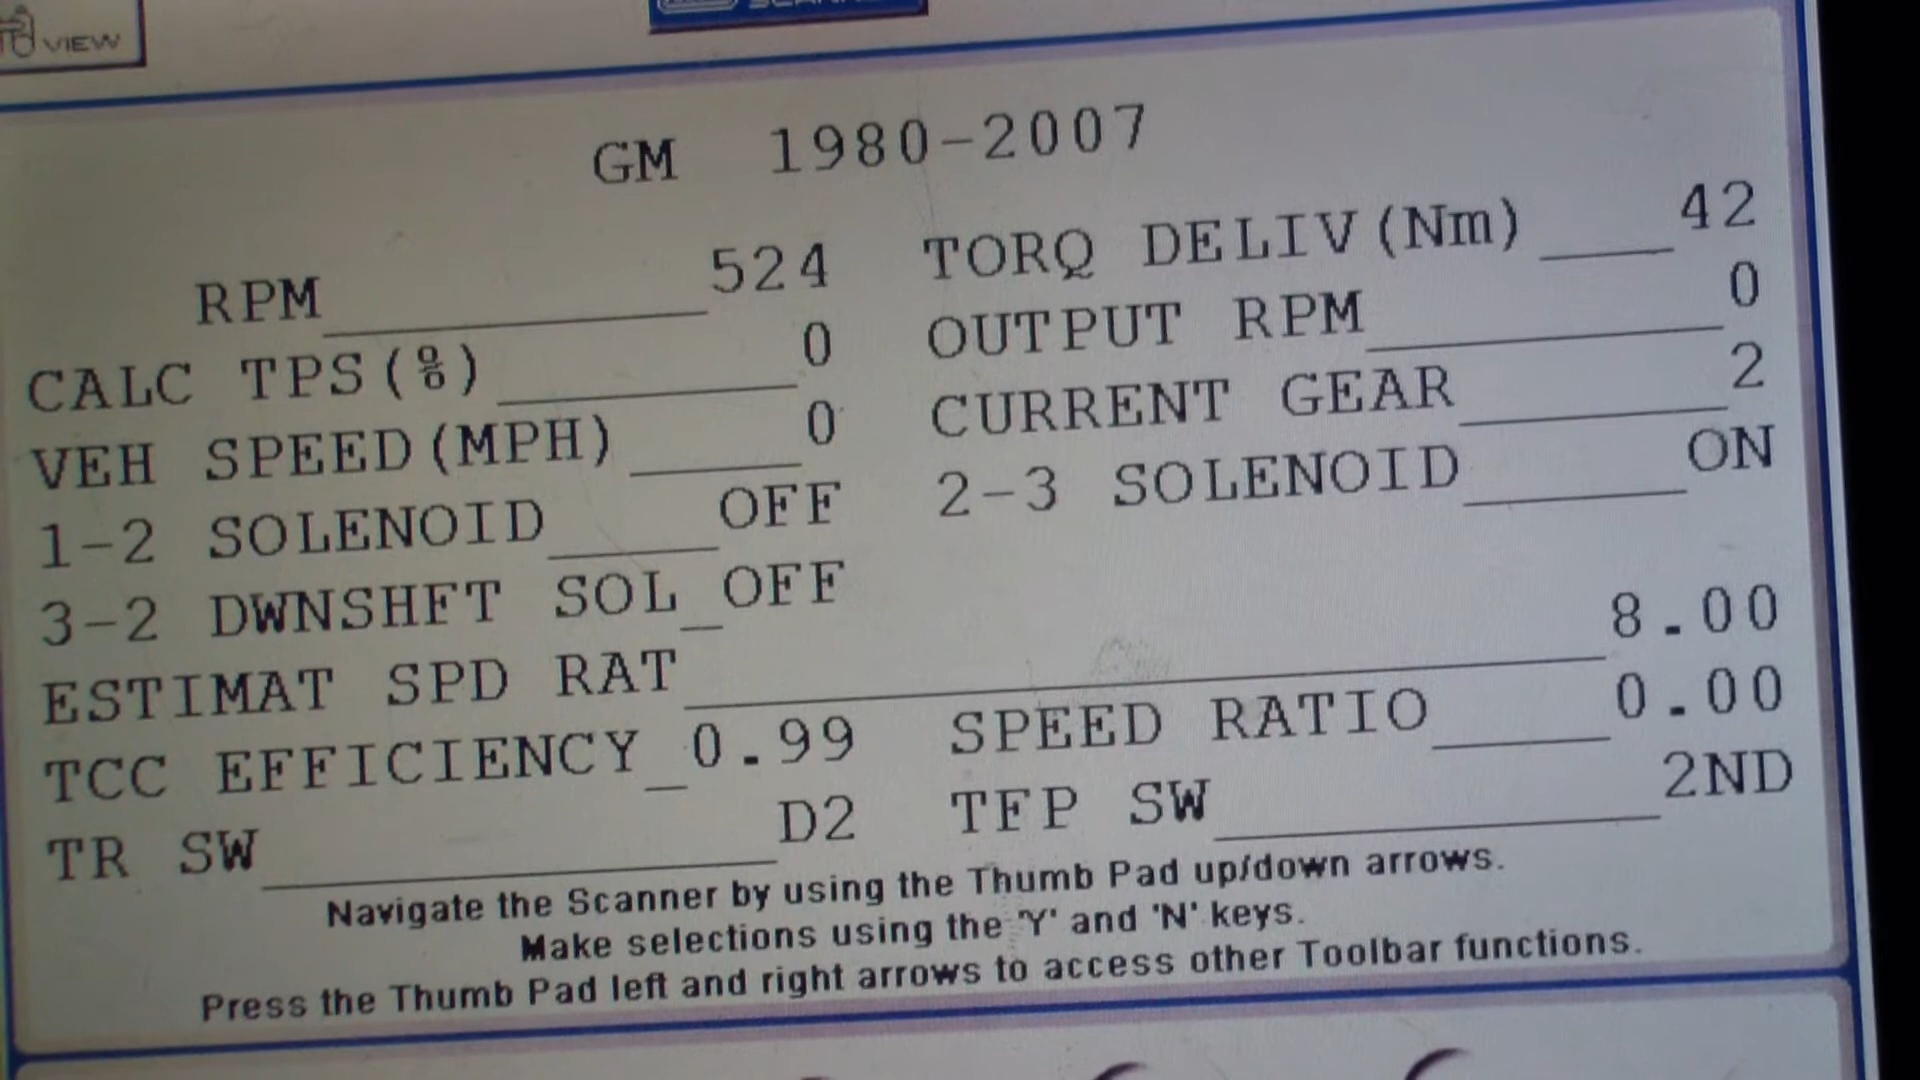 VIEW
GM 1980-2007
RPM 524 TORQ DELIV(Nm) 42
CALC TPS(%) 0 OUTPUT RPM 0
VEH SPEED(MPH) 0 CURRENT GEAR 2
1-2 SOLENOID OFF 2-3 SOLENOID ON
3-2 DWNSHFT SOL OFF
ESTIMAT SPD RAT 8.00
TCC EFFICIENCY 0.99 SPEED RATIO 0.00
TR SW D2 TFP SW 2ND
Navigate the Scanner by using the Thumb Pad up/down arrows.
Make selections using the 'Y' and 'N' keys.
Press the Thumb Pad left and right arrows to access other Toolbar functions.